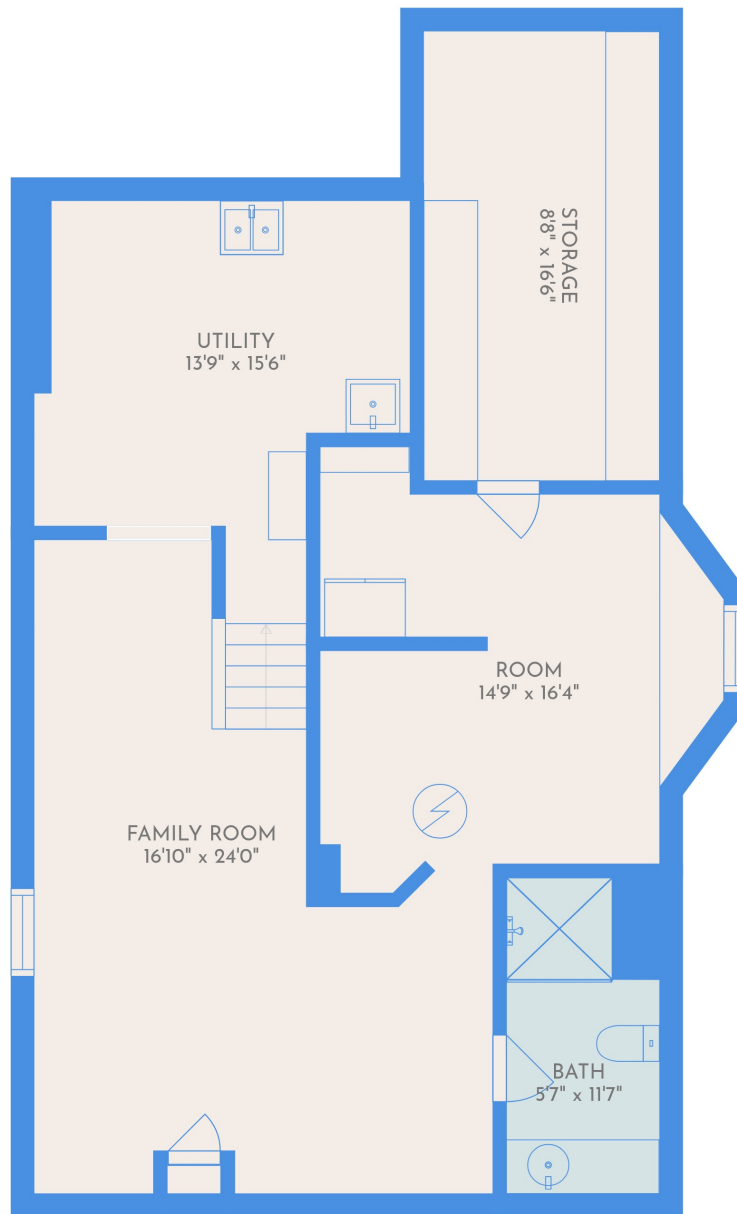 STORAGE
8'8" x 16'6"
UTILITY
13'9" x 15'6"
ROOM
14'9" x 16'4"
FAMILY ROOM
16'10" x 24'0"
BATH
5'7" x 11'7"